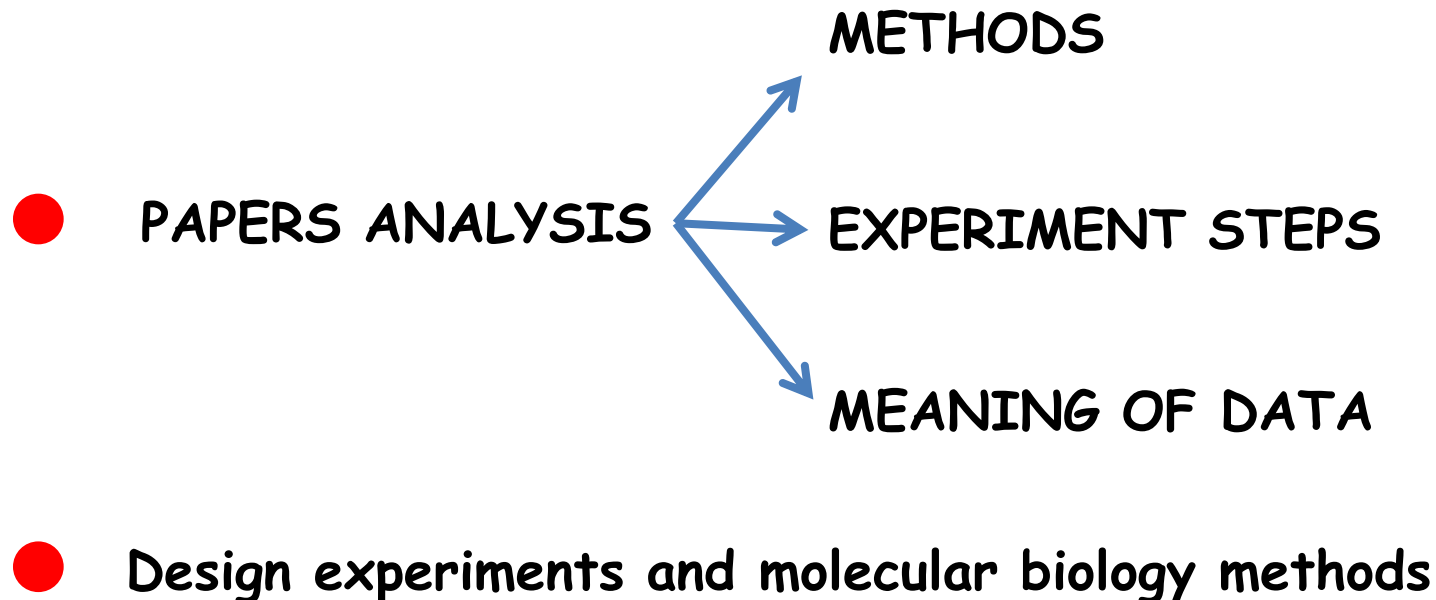 METHODS
PAPERS ANALYSIS
EXPERIMENT STEPS
MEANING OF DATA
Design experiments and molecular biology methods